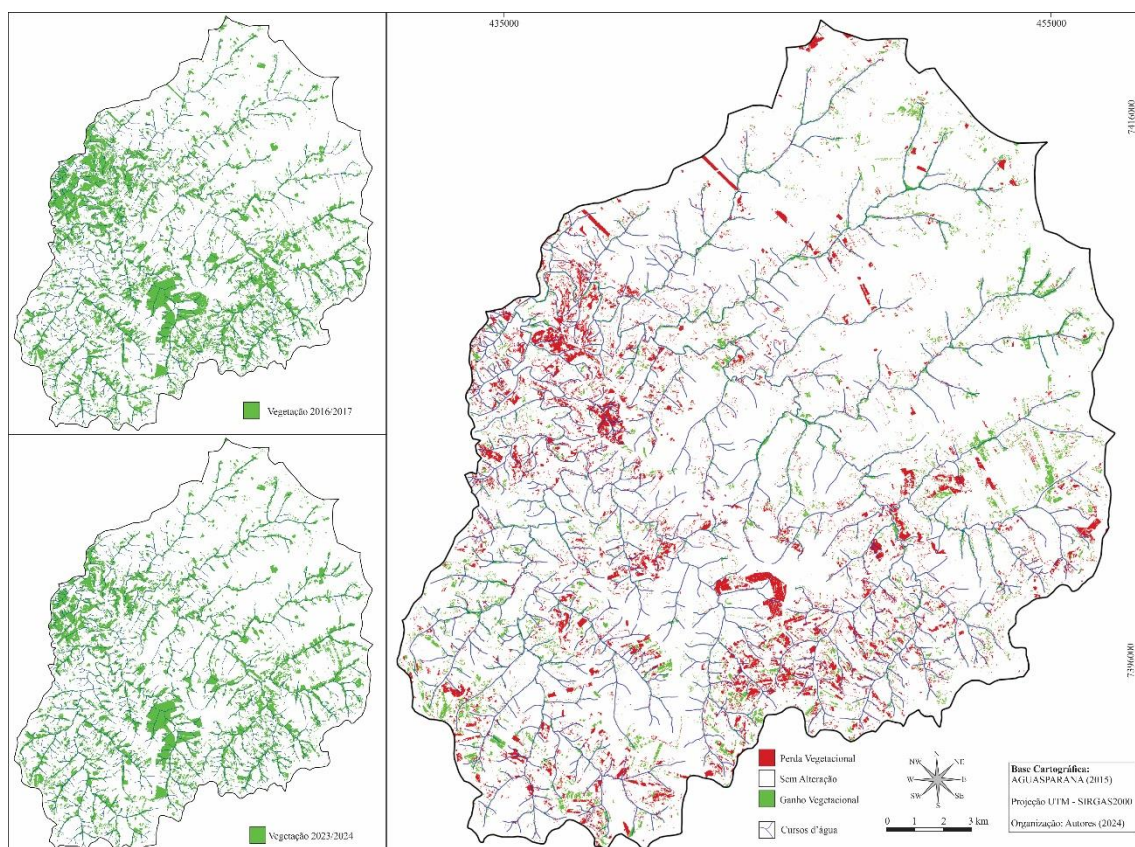 435000
455000
7416000
7396000
Vegetação 2016/2017
Vegetação 2023/2024
Perda Vegetacional
Sem Alteração
Ganho Vegetacional
Cursos d'água
N
NW
NE
W
E
SW
SE
S
0 1 2 3 km
Base Cartográfica:
AGUASPARANA (2015)
Projeção UTM - SIRGAS2000
Organização: Autores (2024)